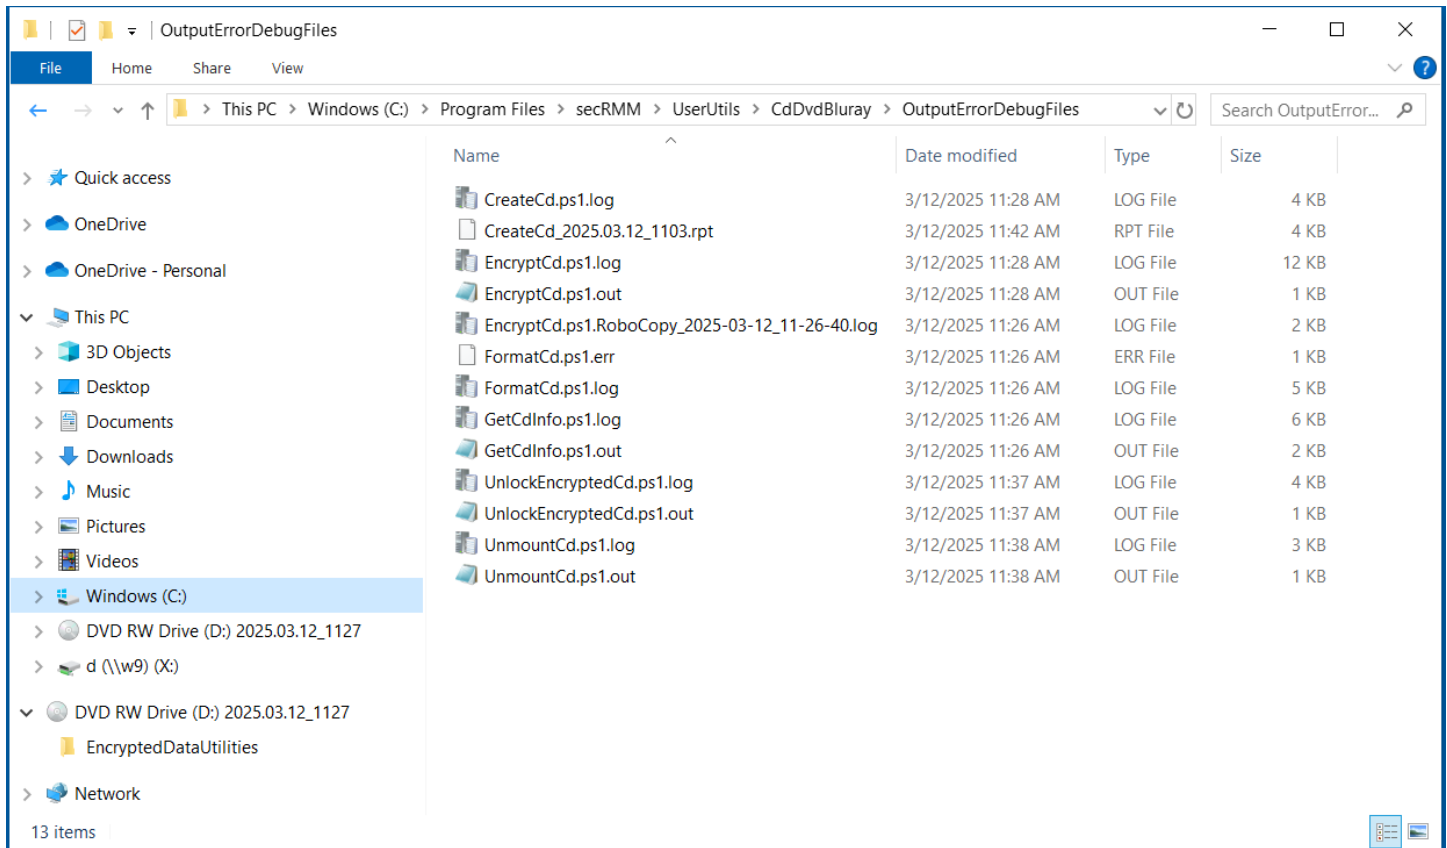 OutputErrorDebugFiles
File Home Share View
?
This PC Windows (C:) Program Files secRMM UserUtils CdDvdBluray OutputErrorDebugFiles Search OutputError...
Name Date modified Type Size
Quick access
OneDrive
OneDrive - Personal
This PC
3D Objects
Desktop
Documents
Downloads
Music
Pictures
Videos
Windows (C:)
DVD RW Drive (D:) 2025.03.12_1127
d (\\w9) (X:)
DVD RW Drive (D:) 2025.03.12_1127
EncryptedDataUtilities
Network
CreateCd.ps1.log 3/12/2025 11:28 AM LOG File 4 KB
CreateCd_2025.03.12_1103.rpt 3/12/2025 11:42 AM RPT File 4 KB
EncryptCd.ps1.log 3/12/2025 11:28 AM LOG File 12 KB
EncryptCd.ps1.out 3/12/2025 11:28 AM OUT File 1 KB
EncryptCd.ps1.RoboCopy_2025-03-12_11-26-40.log 3/12/2025 11:26 AM LOG File 2 KB
FormatCd.ps1.err 3/12/2025 11:26 AM ERR File 1 KB
FormatCd.ps1.log 3/12/2025 11:26 AM LOG File 5 KB
GetCdInfo.ps1.log 3/12/2025 11:26 AM LOG File 6 KB
GetCdInfo.ps1.out 3/12/2025 11:26 AM OUT File 2 KB
UnlockEncryptedCd.ps1.log 3/12/2025 11:37 AM LOG File 4 KB
UnlockEncryptedCd.ps1.out 3/12/2025 11:37 AM OUT File 1 KB
UnmountCd.ps1.log 3/12/2025 11:38 AM LOG File 3 KB
UnmountCd.ps1.out 3/12/2025 11:38 AM OUT File 1 KB
13 items